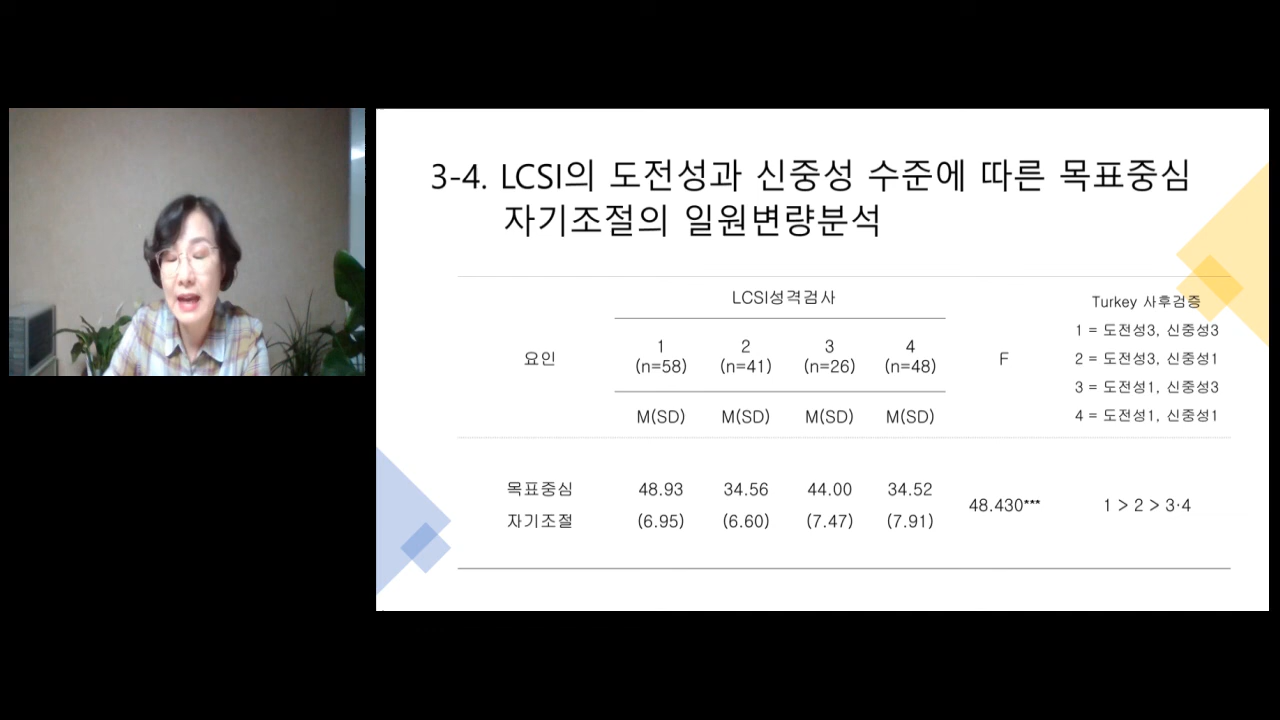 3-4. LCSI의 도전성과 신중성 수준에 따른 목표중심
자기조절의 일원변량분석
LCSI성격검사
요인
1 2 3 4
(n=58) (n=41) (n=26) (n=48)
F
M(SD) M(SD) M(SD) M(SD)
Turkey 사후검증
1 = 도전성3, 신중성3
2 = 도전성3, 신중성1
3 = 도전성1, 신중성3
4 = 도전성1, 신중성1
목표중심 48.93 34.56 44.00 34.52
자기조절 (6.95) (6.60) (7.47) (7.91)
48.430*** 1 > 2 > 3·4